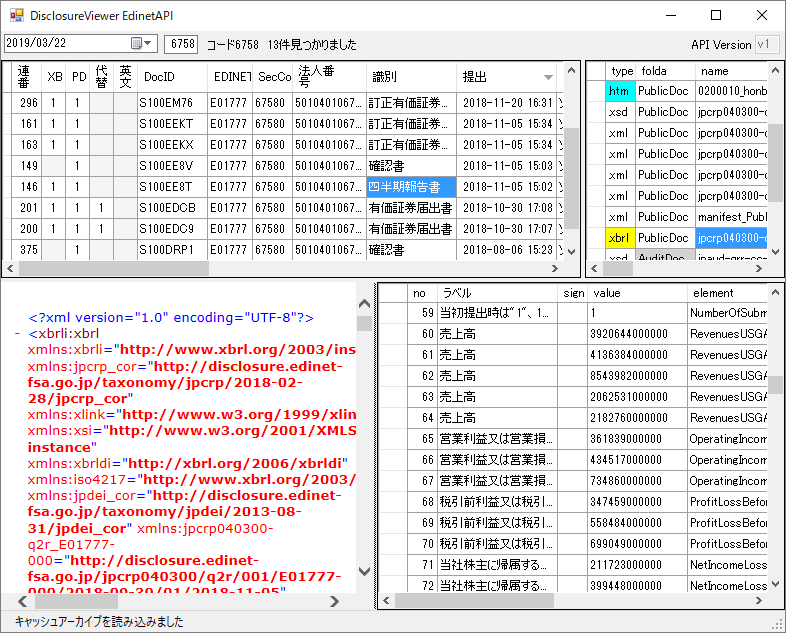 DisclosureViewer EdinetAPI
2019/03/22 6758 コード6758 13件見つかりました API Version v1
連番 XB PD 代替 英文 DocID EDINET SecCo 法人番号 識別 提出
296 1 1 S100EM76 E01777 67580 5010401067... 訂正有価証券... 2018-11-20 16:31
161 1 1 S100EEKT E01777 67580 5010401067... 訂正有価証券... 2018-11-05 15:34
163 1 1 S100EEKX E01777 67580 5010401067... 訂正有価証券... 2018-11-05 15:34
149 1 S100EE8V E01777 67580 5010401067... 確認書 2018-11-05 15:03
146 1 1 S100EE8T E01777 67580 5010401067... 四半期報告書 2018-11-05 15:02
201 1 1 1 S100EDCB E01777 67580 5010401067... 有価証券届出書 2018-10-30 17:08
200 1 1 1 S100EDC9 E01777 67580 5010401067... 有価証券届出書 2018-10-30 17:07
375 1 S100DRP1 E01777 67580 5010401067... 確認書 2018-08-06 15:23
type folda name
htm PublicDoc 0200010_honb
xsd PublicDoc jpcrp040300-
xml PublicDoc jpcrp040300-
xml PublicDoc jpcrp040300-
xml PublicDoc jpcrp040300-
xml PublicDoc jpcrp040300-
xml PublicDoc manifest_Publ
xbrl PublicDoc jpcrp040300-
xsd AuditDoc jpaud-qrr-cc-
<?xml version="1.0" encoding="UTF-8"?>
- <xbrli:xbrl
xmlns:xbrli="http://www.xbrl.org/2003/ins
xmlns:jpcrp_cor="http://disclosure.edinet-
fsa.go.jp/taxonomy/jpcrp/2018-02-
28/jpcrp_cor"
xmlns:xlink="http://www.w3.org/1999/xlin
xmlns:xsi="http://www.w3.org/2001/XMLS
instance"
xmlns:xbrldi="http://xbrl.org/2006/xbrldi"
xmlns:iso4217="http://www.xbrl.org/2003/
xmlns:jpdei_cor="http://disclosure.edinet-
fsa.go.jp/taxonomy/jpdei/2013-08-
31/jpdei_cor" xmlns:jpcrp040300-
q2r_E01777-
000="http://disclosure.edinet-
fsa.go.jp/jpcrp040300/q2r/001/E01777-
000/2018-09-30/01/2018-11-05"
no ラベル sign value element
59 当初提出時は"1"、1... 1 NumberOfSubm
60 売上高 3920644000000 RevenuesUSGA
61 売上高 4136384000000 RevenuesUSGA
62 売上高 8543982000000 RevenuesUSGA
63 売上高 2062531000000 RevenuesUSGA
64 売上高 2182760000000 RevenuesUSGA
65 営業利益又は営業損... 361839000000 OperatingIncom
66 営業利益又は営業損... 434517000000 OperatingIncom
67 営業利益又は営業損... 734860000000 OperatingIncom
68 税引前利益又は税引... 347459000000 ProfitLossBefor
69 税引前利益又は税引... 558484000000 ProfitLossBefor
70 税引前利益又は税引... 699049000000 ProfitLossBefor
71 当社株主に帰属する... 211723000000 NetIncomeLoss
72 当社株主に帰属する... 399448000000 NetIncomeLoss
キャッシュアーカイブを読み込みました